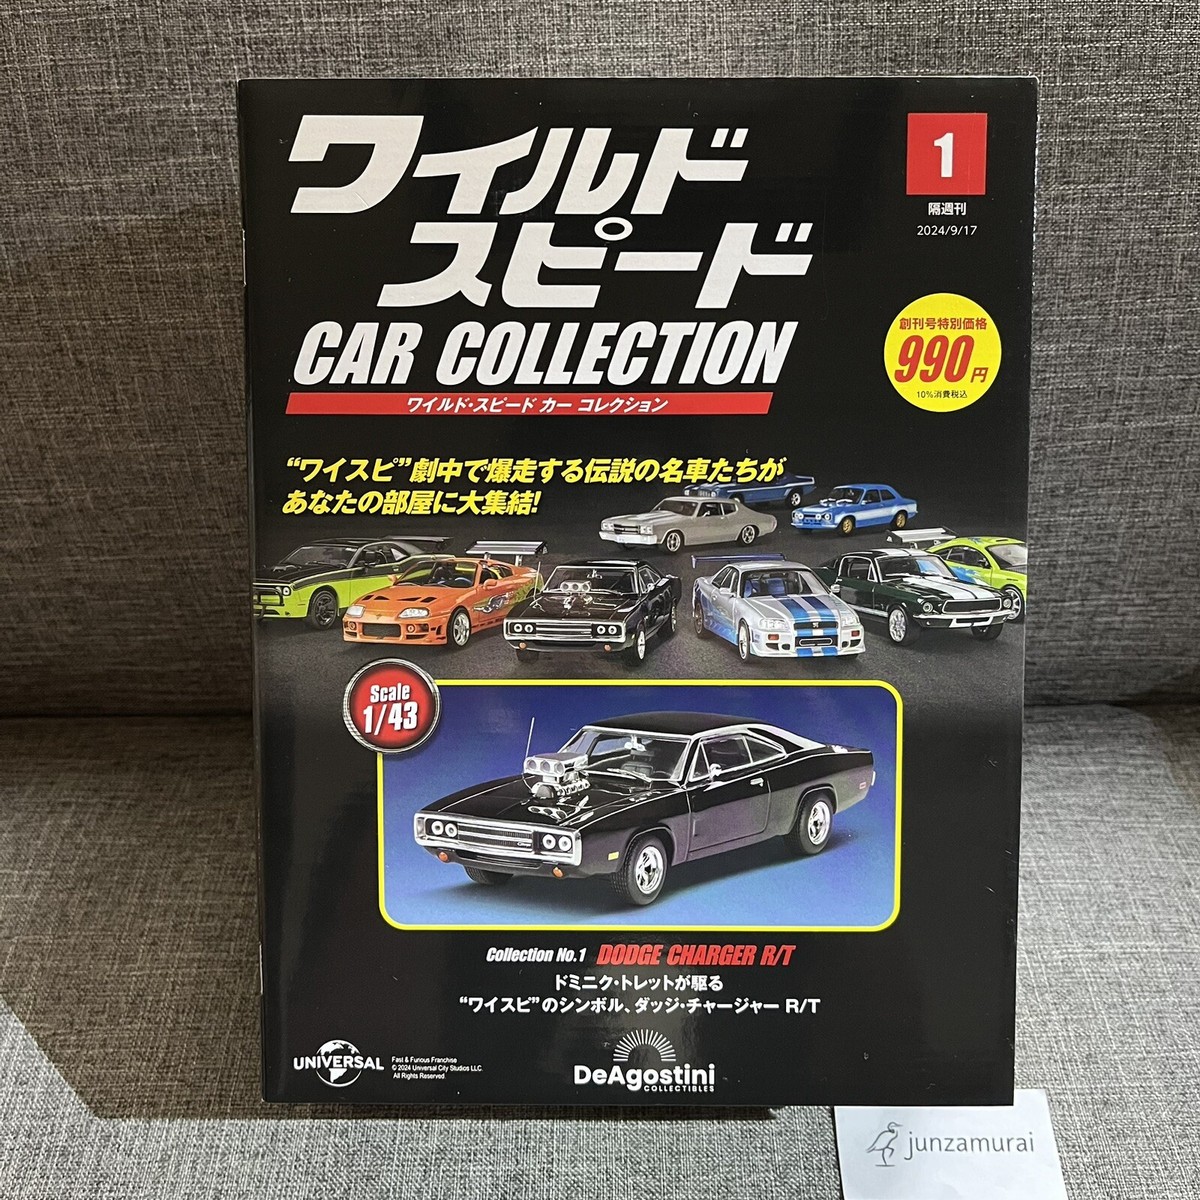 ワイルド
スピード
CAR COLLECTION
ワイルド・スピード カー コレクション
1
隔週刊
2024/9/17
創刊号特別価格
990円
10%消費税込
“ワイスピ”劇中で爆走する伝説の名車たちが
あなたの部屋に大集結!
Scale
1/43
Collection No.1 DODGE CHARGER R/T
ドミニク・トレットが駆る
“ワイスピ”のシンボル、ダッジ・チャージャー R/T
UNIVERSAL
Fast & Furious Franchise
© 2024 Universal City Studios LLC.
All Rights Reserved.
DeAgostini
COLLECTIBLES
junzamurai